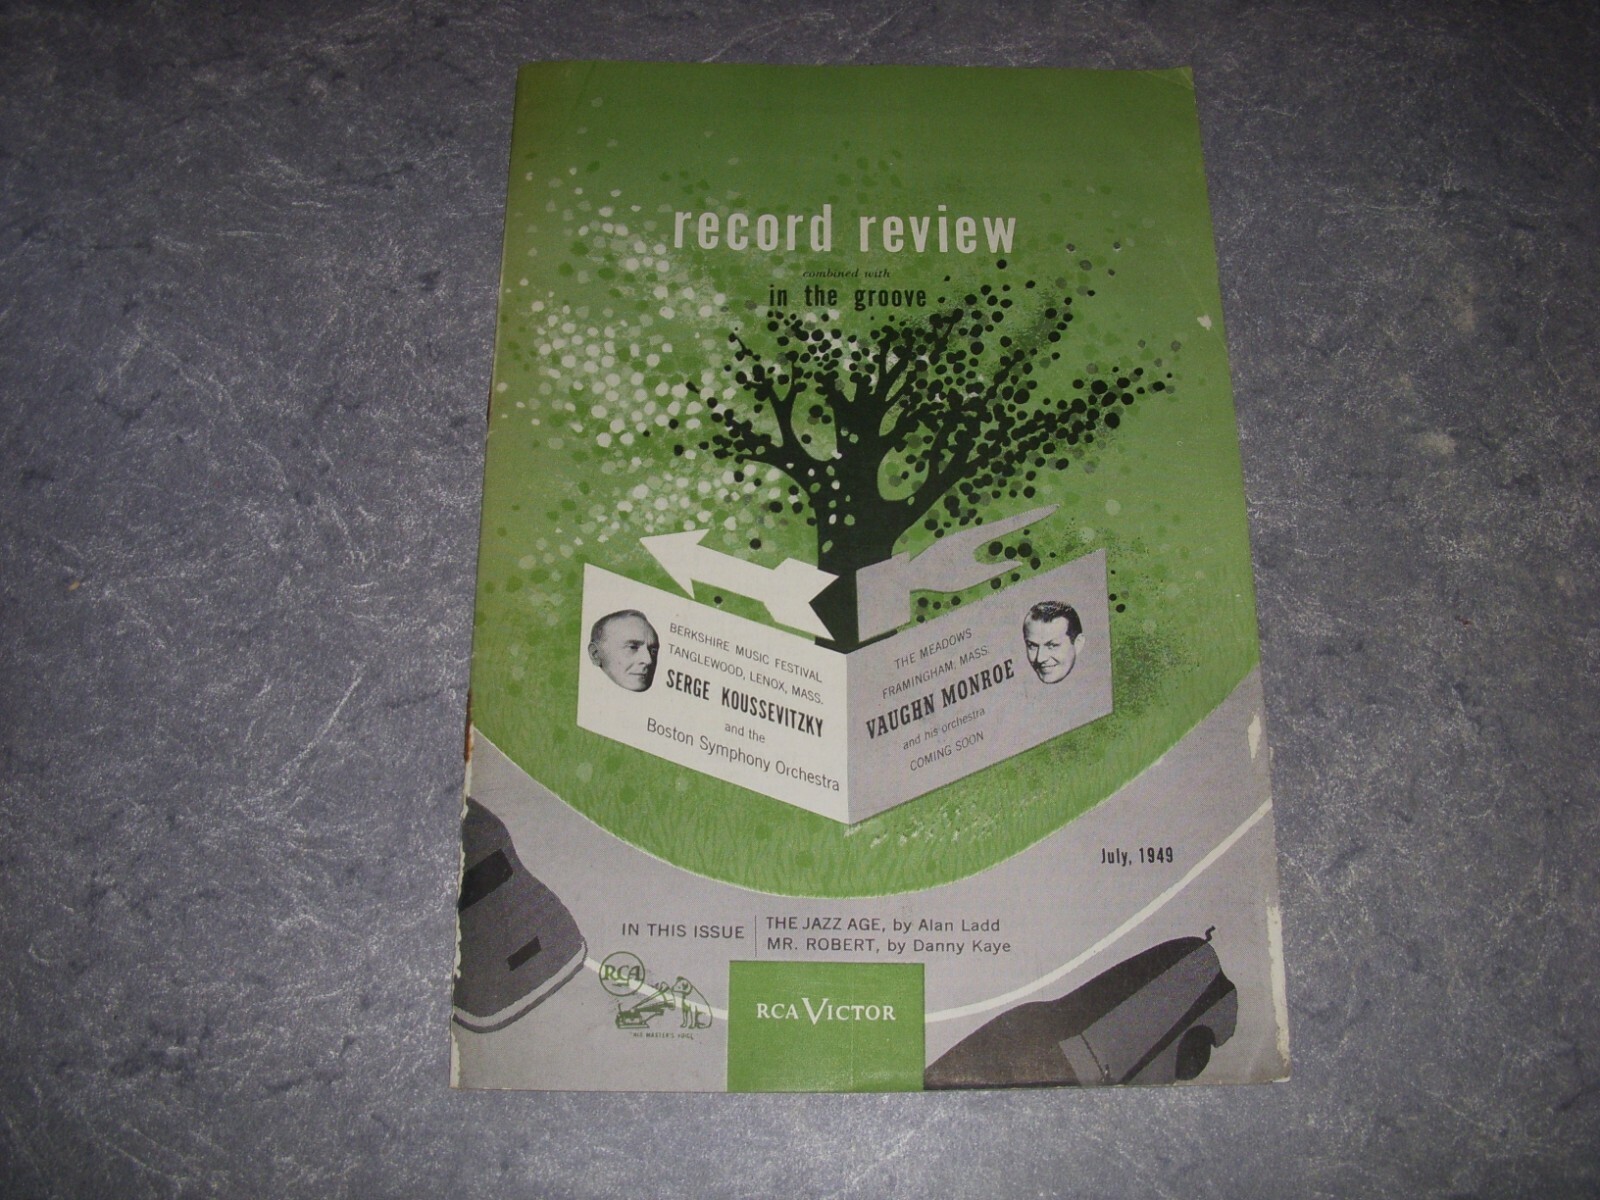 record review
combined with
in the groove
BERKSHIRE MUSIC FESTIVAL
TANGLEWOOD, LENOX, MASS.
SERGE KOUSSEVITZKY
and the
Boston Symphony Orchestra
THE MEADOWS
FRAMINGHAM, MASS.
VAUGHN MONROE
and his orchestra
COMING SOON
July, 1949
IN THIS ISSUE
THE JAZZ AGE, by Alan Ladd
MR. ROBERT, by Danny Kaye
RCA
"HIS MASTER'S VOICE"
RCA VICTOR